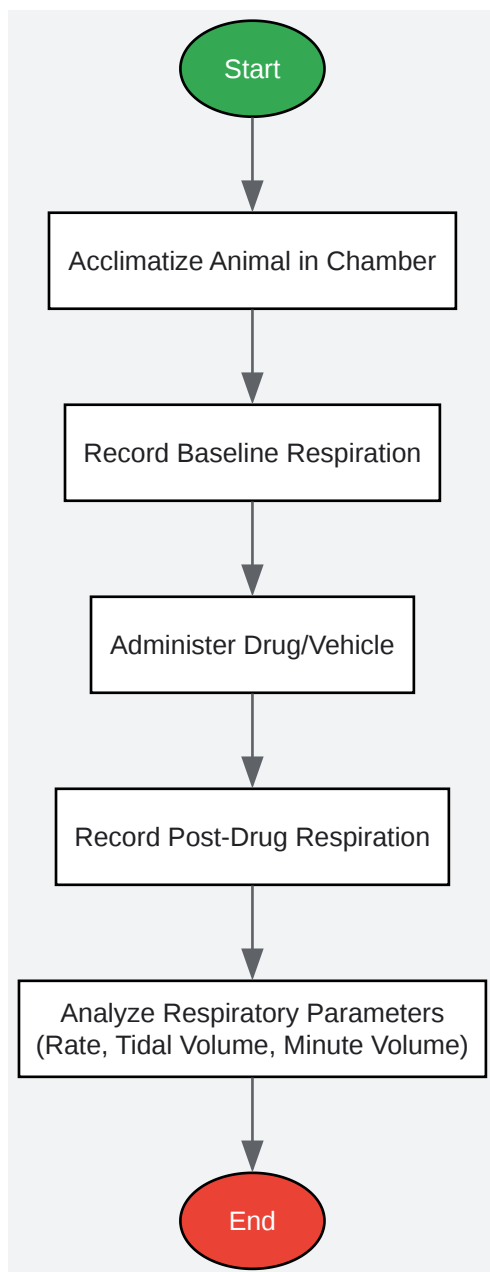 Start
Acclimatize Animal in Chamber
Record Baseline Respiration
Administer Drug/Vehicle
Record Post-Drug Respiration
Analyze Respiratory Parameters
(Rate, Tidal Volume, Minute Volume)
End